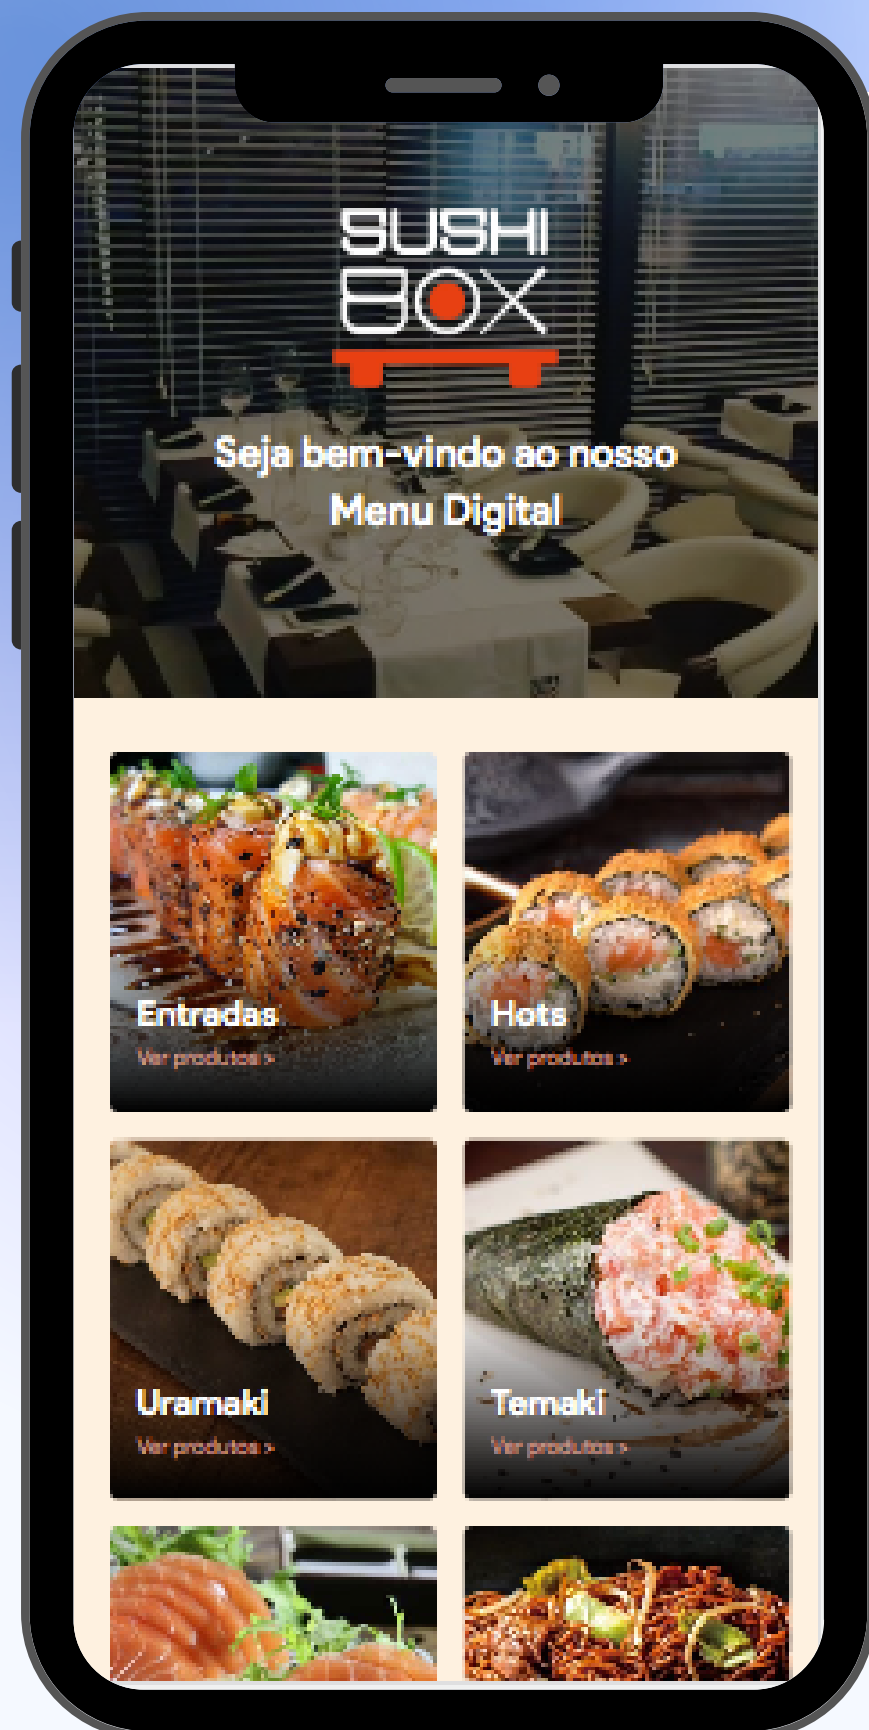 SUSHI
BOX
Seja bem-vindo ao nosso
Menu Digital
Entradas
Ver produtos >
Hots
Ver produtos >
Uramaki
Ver produtos >
Temaki
Ver produtos >